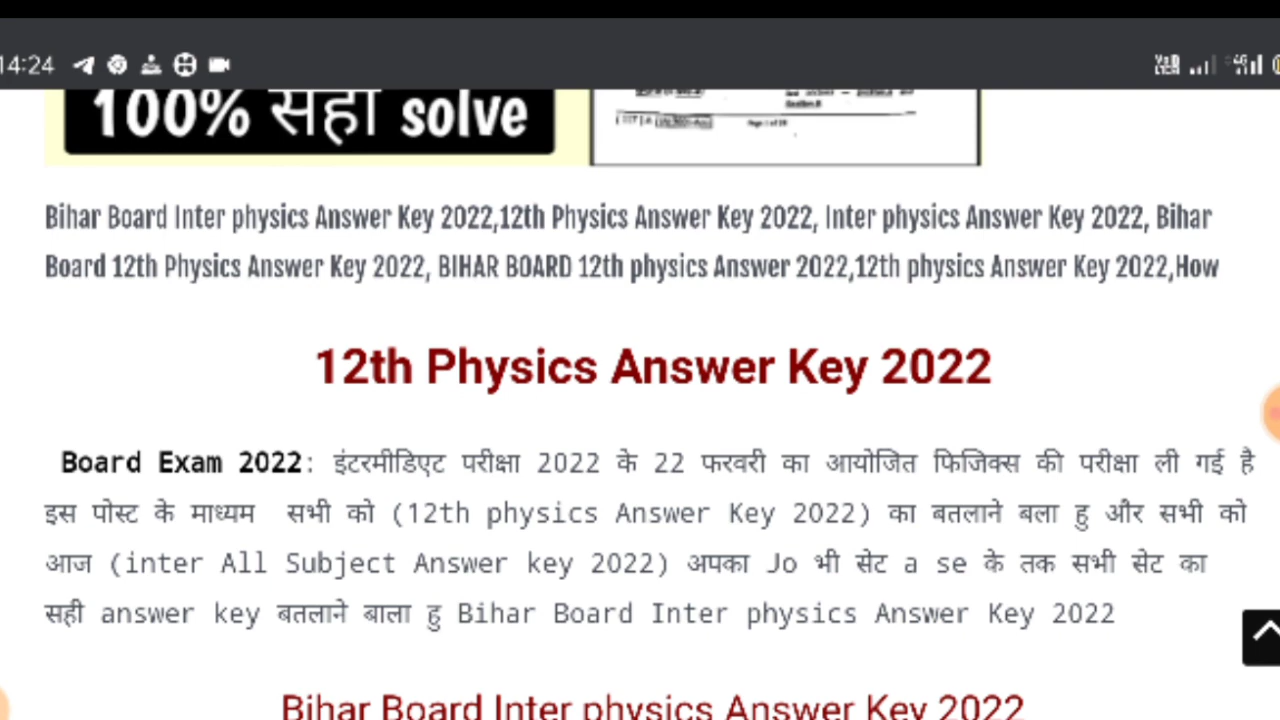 14:24
100% सही solve
Page 1 of 28
Bihar Board Inter physics Answer Key 2022,12th Physics Answer Key 2022, Inter physics Answer Key 2022, Bihar
Board 12th Physics Answer Key 2022, BIHAR BOARD 12th physics Answer 2022,12th physics Answer Key 2022,How
12th Physics Answer Key 2022
Board Exam 2022: इंटरमीडिएट परीक्षा 2022 के 22 फरवरी का आयोजित फिजिक्स की परीक्षा ली गई है
इस पोस्ट के माध्यम सभी को (12th physics Answer Key 2022) का बतलाने बला हु और सभी को
आज (inter All Subject Answer key 2022) अपका Jo भी सेट a se के तक सभी सेट का
सही answer key बतलाने बाला हु Bihar Board Inter physics Answer Key 2022
Bihar Board Inter physics Answer Key 2022